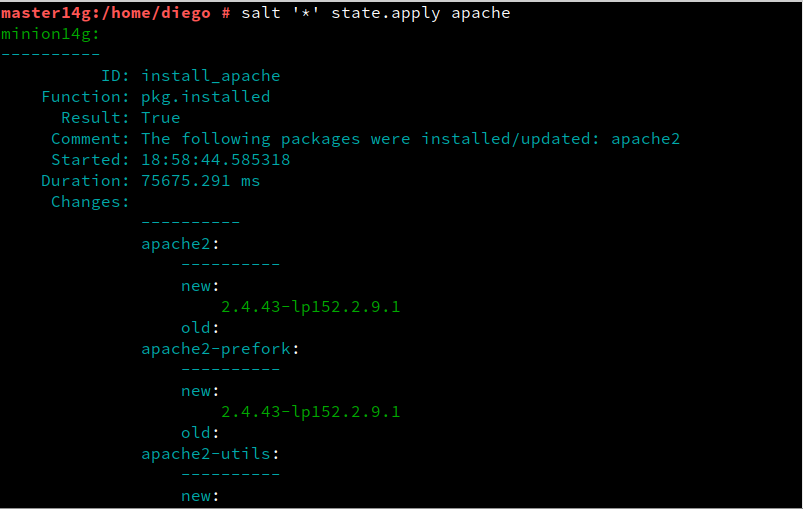 master14g:/home/diego # salt '*' state.apply apache
minion14g:
----------
          ID: install_apache
    Function: pkg.installed
      Result: True
     Comment: The following packages were installed/updated: apache2
     Started: 18:58:44.585318
    Duration: 75675.291 ms
     Changes:
              ----------
              apache2:
                  ----------
                  new:
                      2.4.43-lp152.2.9.1
                  old:
              apache2-prefork:
                  ----------
                  new:
                      2.4.43-lp152.2.9.1
                  old:
              apache2-utils:
                  ----------
                  new: